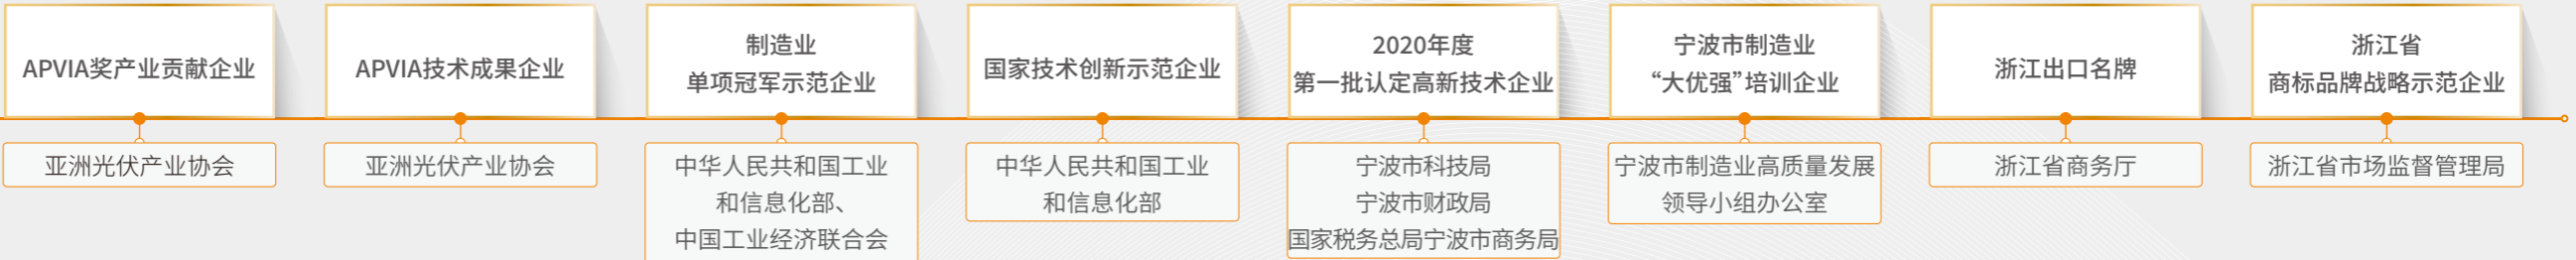 APVIA奖产业贡献企业
亚洲光伏产业协会
APVIA技术成果企业
亚洲光伏产业协会
制造业
单项冠军示范企业
中华人民共和国工业
和信息化部、
中国工业经济联合会
国家技术创新示范企业
中华人民共和国工业
和信息化部
2020年度
第一批认定高新技术企业
宁波市科技局
宁波市财政局
国家税务总局宁波市商务局
宁波市制造业
“大优强”培训企业
宁波市制造业高质量发展
领导小组办公室
浙江出口名牌
浙江省商务厅
浙江省
商标品牌战略示范企业
浙江省市场监督管理局